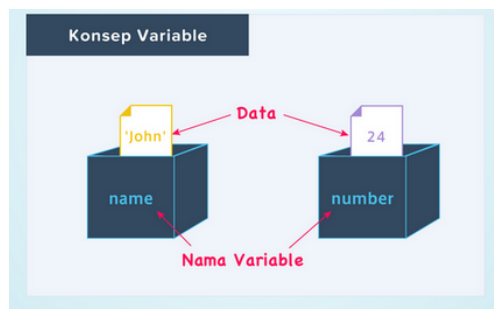 Konsep Variable
Data
'John'
24
name
number
Nama Variable